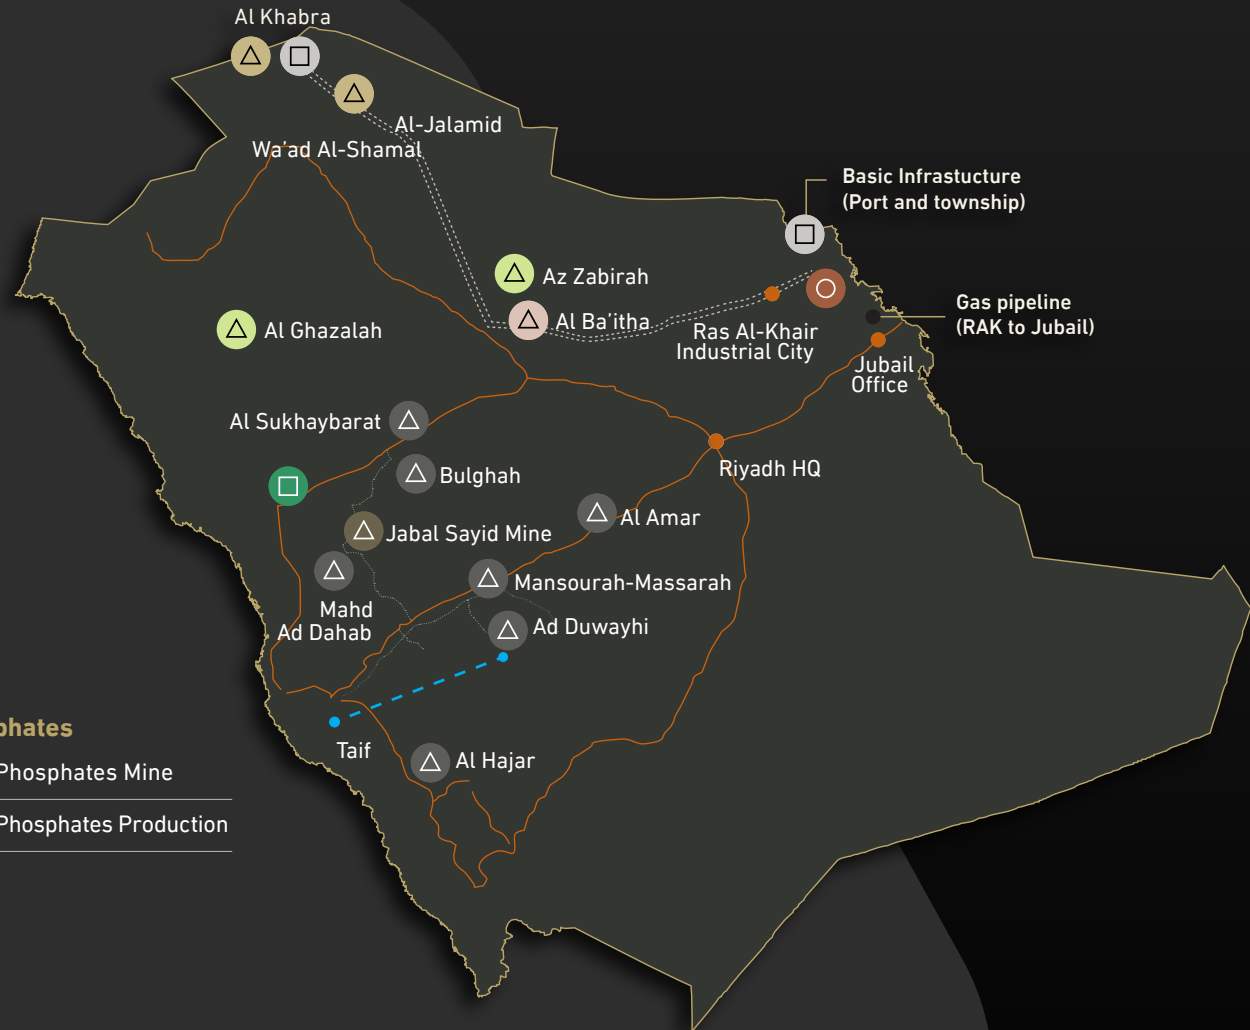 Al Khabra
Al-Jalamid
Wa'ad Al-Shamal
Basic Infrastucture
(Port and township)
Az Zabirah
Al Ba'itha
Gas pipeline
(RAK to Jubail)
Al Ghazalah
Ras Al-Khair
Industrial City
Jubail
Office
Al Sukhaybarat
Riyadh HQ
Bulghah
Al Amar
Jabal Sayid Mine
Mansourah-Massarah
Mahd
Ad Dahab
Ad Duwayhi
phates
Taif
Al Hajar
Phosphates Mine
Phosphates Production